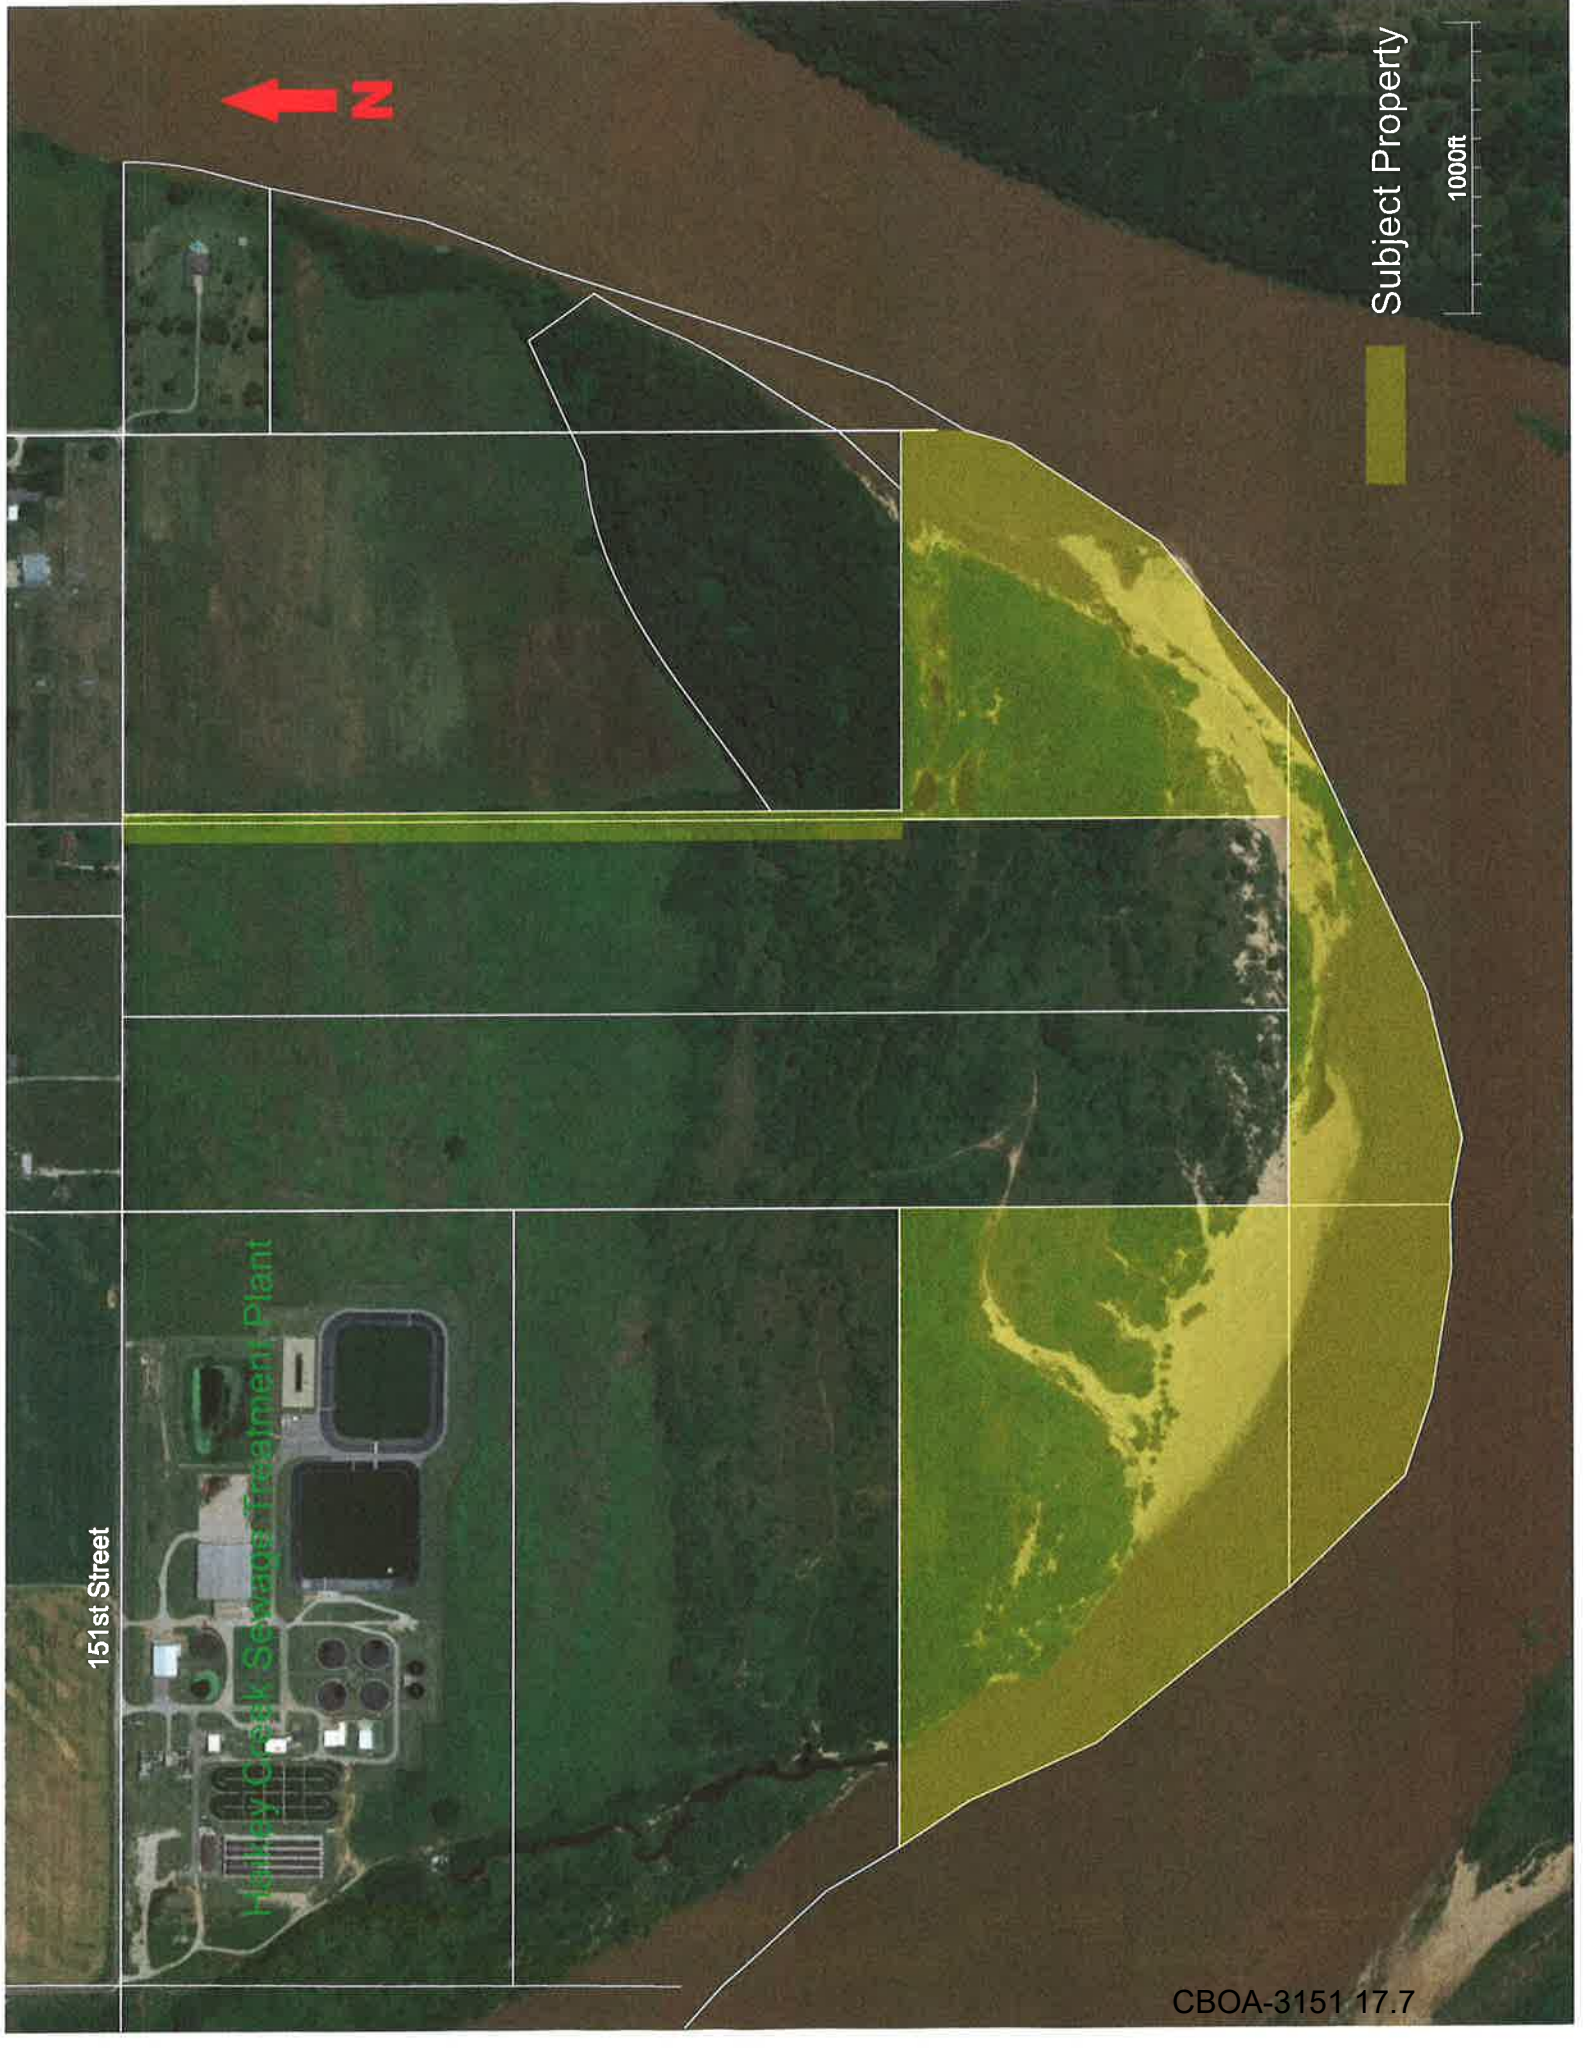 N
Subject Property
1000ft
151st Street
Haikey Creek Sewage Treatment Plant
CBOA-3151 17.7